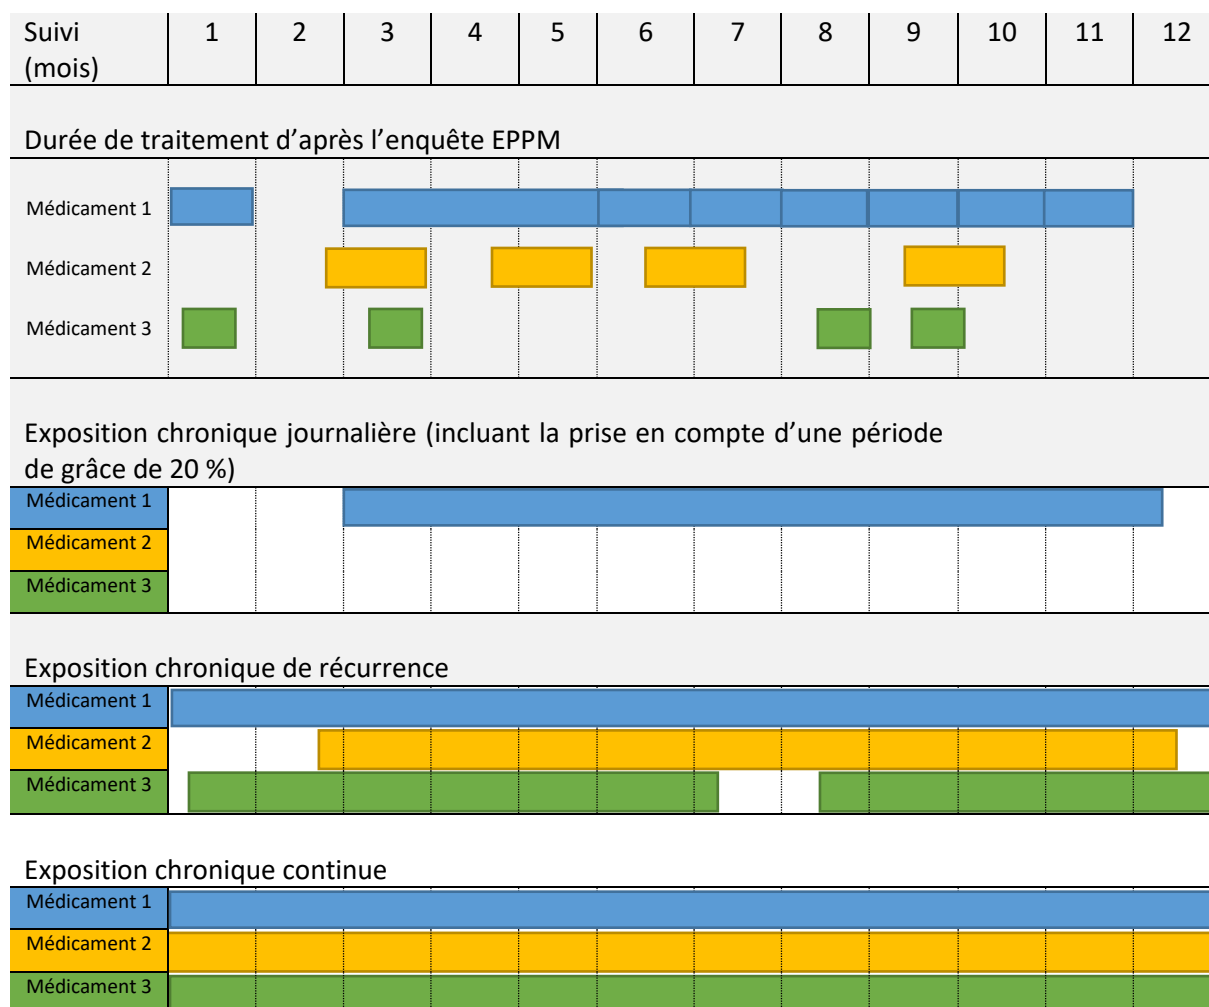 Suivi 1 2 3 4 5 6 7 8 9 10 11 12
(mois)
Durée de traitement d’après l’enquête EPPM
Médicament 1
Médicament 2
Médicament 3
Exposition chronique journalière (incluant la prise en compte d’une période
de grâce de 20 %)
Médicament 1
Médicament 2
Médicament 3
Exposition chronique de récurrence
Médicament 1
Médicament 2
Médicament 3
Exposition chronique continue
Médicament 1
Médicament 2
Médicament 3